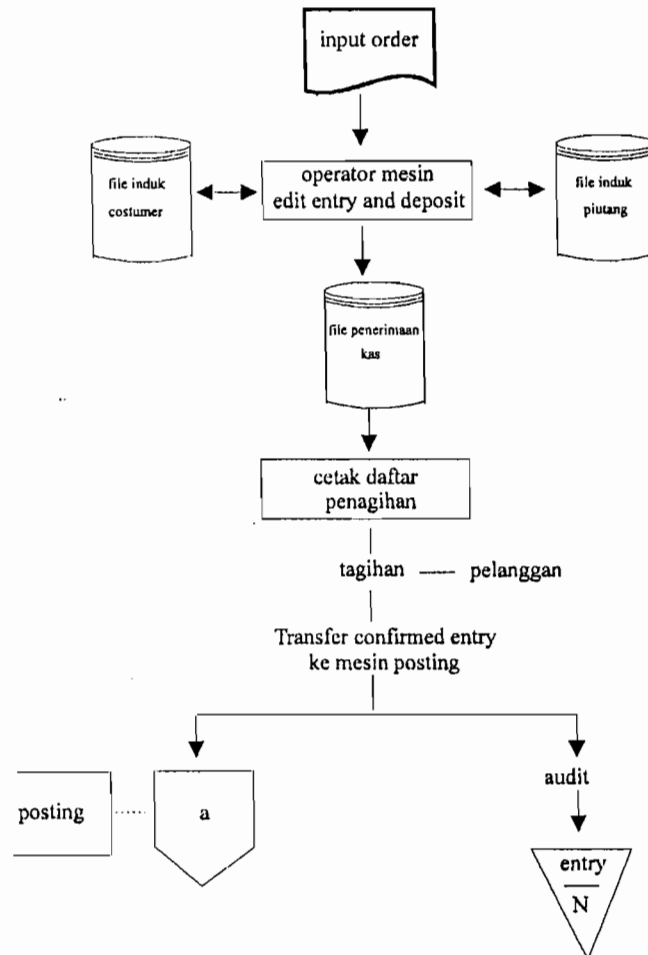 input order
file induk
costumer
operator mesin
edit entry and deposit
file induk
piutang
file penerimaan
kas
cetak daftar
penagihan
tagihan
pelanggan
Transfer confirmed entry
ke mesin posting
posting
a
audit
entry
N